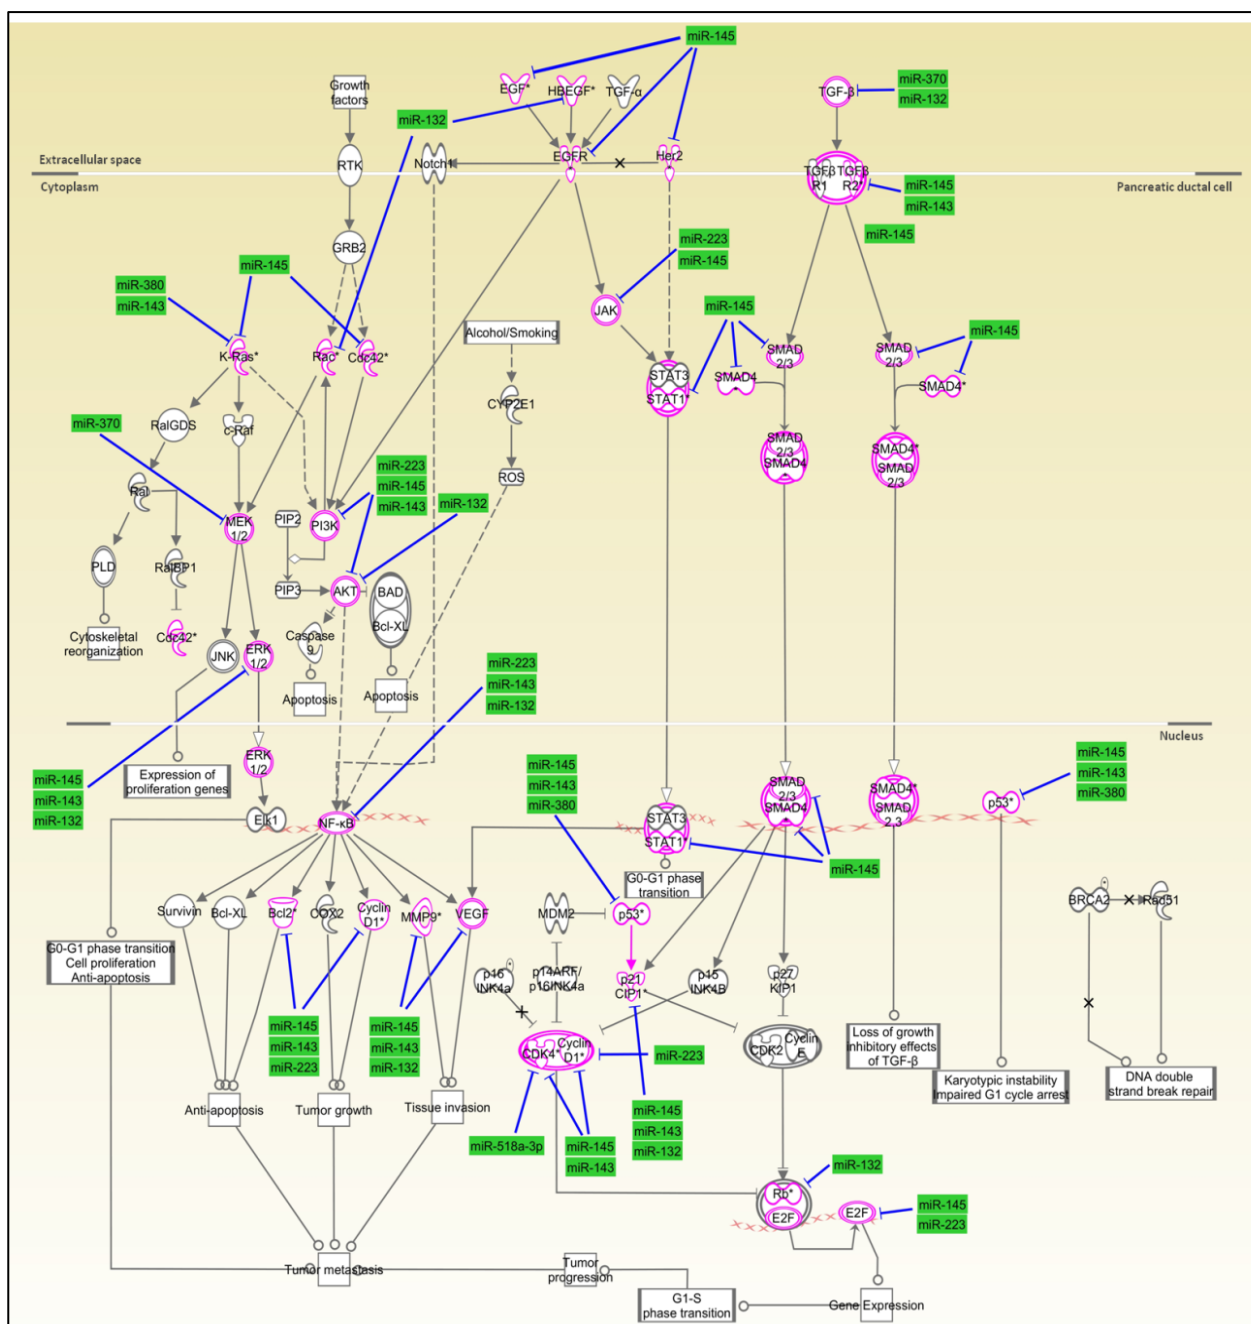 miR-145
EGF*
HBEGF*
TGF-α
TGF-β
miR-370
miR-132
Growth
factors
miR-132
Extracellular space
RTK
Notch1
EGFR
Her2
TGFβ
R1
TGFβ
R2*
Cytoplasm
Pancreatic ductal cell
miR-145
miR-143
GRB2
miR-145
miR-223
miR-145
miR-145
miR-380
miR-143
JAK
miR-145
miR-145
Alcohol/Smoking
K-Ras*
Rac*
Cdc42*
SMAD
2/3
SMAD
2/3
STAT3
STAT1*
SMAD4
*
SMAD4*
CYP2E1
miR-370
RalGDS
c-Raf
SMAD
2/3
SMAD4
*
SMAD4*
SMAD
2/3
miR-223
miR-145
miR-143
ROS
Ral
miR-132
MEK
1/2
PIP2
PI3K
PLD
RalBP1
PIP3
AKT
BAD
Bcl-XL
Cytoskeletal
reorganization
Cdc42*
Caspase
9
JNK
ERK
1/2
miR-223
miR-143
miR-132
Apoptosis
Apoptosis
Nucleus
ERK
1/2
miR-145
miR-143
miR-132
Expression of
proliferation genes
miR-145
miR-143
miR-380
SMAD
2/3
SMAD4
*
SMAD4*
SMAD
2.3
miR-145
miR-143
miR-380
p53*
Elk1
NF-κB
STAT3
STAT1*
miR-145
G0-G1 phase
transition
Survivin
Bcl-XL
Bcl2*
COX2
Cyclin
D1*
MMP9*
VEGF
MDM2
p53*
BRCA2
Rad51
G0-G1 phase transition
Cell proliferation
Anti-apoptosis
p16
INK4a
p14ARF/
p16INK4a
p21
CIP1*
p15
INK4B
p27
KIP1
miR-145
miR-143
miR-223
miR-145
miR-143
miR-132
CDK4*
Cyclin
D1*
miR-223
CDK2
Cyclin
E
Loss of growth
inhibitory effects
of TGF-β
Karyotypic instability
Impaired G1 cycle arrest
DNA double
strand break repair
Anti-apoptosis
Tumor growth
Tissue invasion
miR-518a-3p
miR-145
miR-143
miR-145
miR-143
miR-132
miR-132
Rb*
E2F
E2F
miR-145
miR-223
Tumor metastasis
Tumor
progression
G1-S
phase transition
Gene Expression